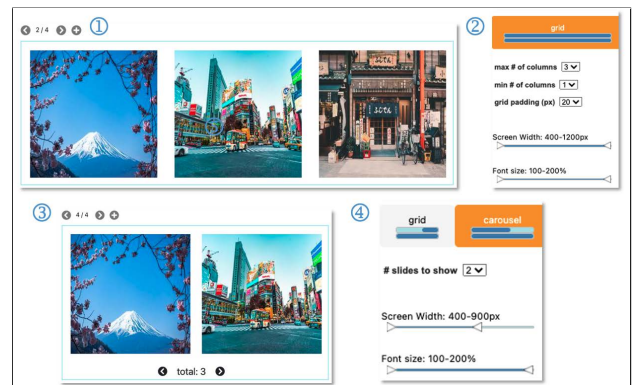 ① 2/4
②
grid
max # of columns 3
min # of columns 1
grid padding (px) 20
Screen Width: 400-1200px
Font size: 100-200%
③ 4/4
total: 3
④
grid carousel
# slides to show 2
Screen Width: 400-900px
Font size: 100-200%